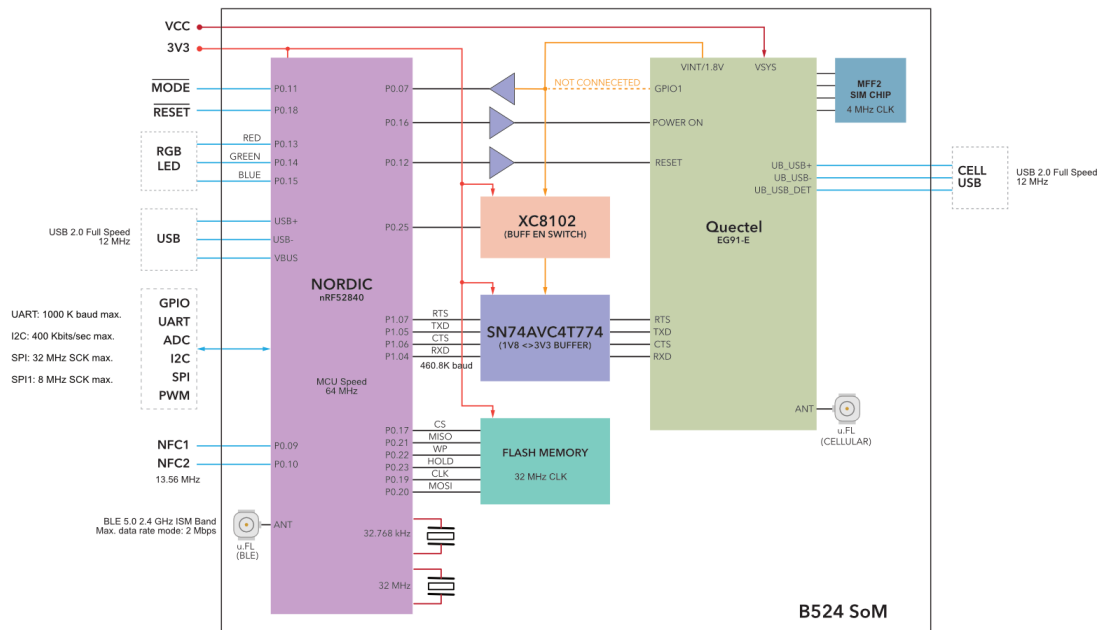 VCC
3V3
MODE
RESET
RGB
LED
RED
GREEN
BLUE
USB 2.0 Full Speed
12 MHz
USB
UART: 1000 K baud max.
I2C: 400 Kbits/sec max.
SPI: 32 MHz SCK max.
SPI1: 8 MHz SCK max.
GPIO
UART
ADC
I2C
SPI
PWM
NFC1
NFC2
13.56 MHz
BLE 5.0 2.4 GHz ISM Band
Max. data rate mode: 2 Mbps
u.FL
(BLE)
P0.11
P0.18
P0.13
P0.14
P0.15
USB+
USB-
VBUS
NORDIC
nRF52840
MCU Speed
64 MHz
P0.09
P0.10
ANT
P0.07
P0.16
P0.12
P0.25
P1.07
P1.05
P1.06
P1.04
P0.17
P0.21
P0.22
P0.23
P0.19
P0.20
32.768 kHz
32 MHz
RTS
TXD
CTS
RXD
460.8K baud
CS
MISO
WP
HOLD
CLK
MOSI
NOT CONNECETED
XC8102
(BUFF EN SWITCH)
SN74AVC4T774
(1V8 <>3V3 BUFFER)
FLASH MEMORY
32 MHz CLK
VINT/1.8V
VSYS
GPIO1
POWER ON
RESET
UB_USB+
UB_USB-
UB_USB_DET
Quectel
EG91-E
RTS
TXD
CTS
RXD
ANT
u.FL
(CELLULAR)
MFF2
SIM CHIP
4 MHz CLK
CELL
USB
USB 2.0 Full Speed
12 MHz
B524 SoM